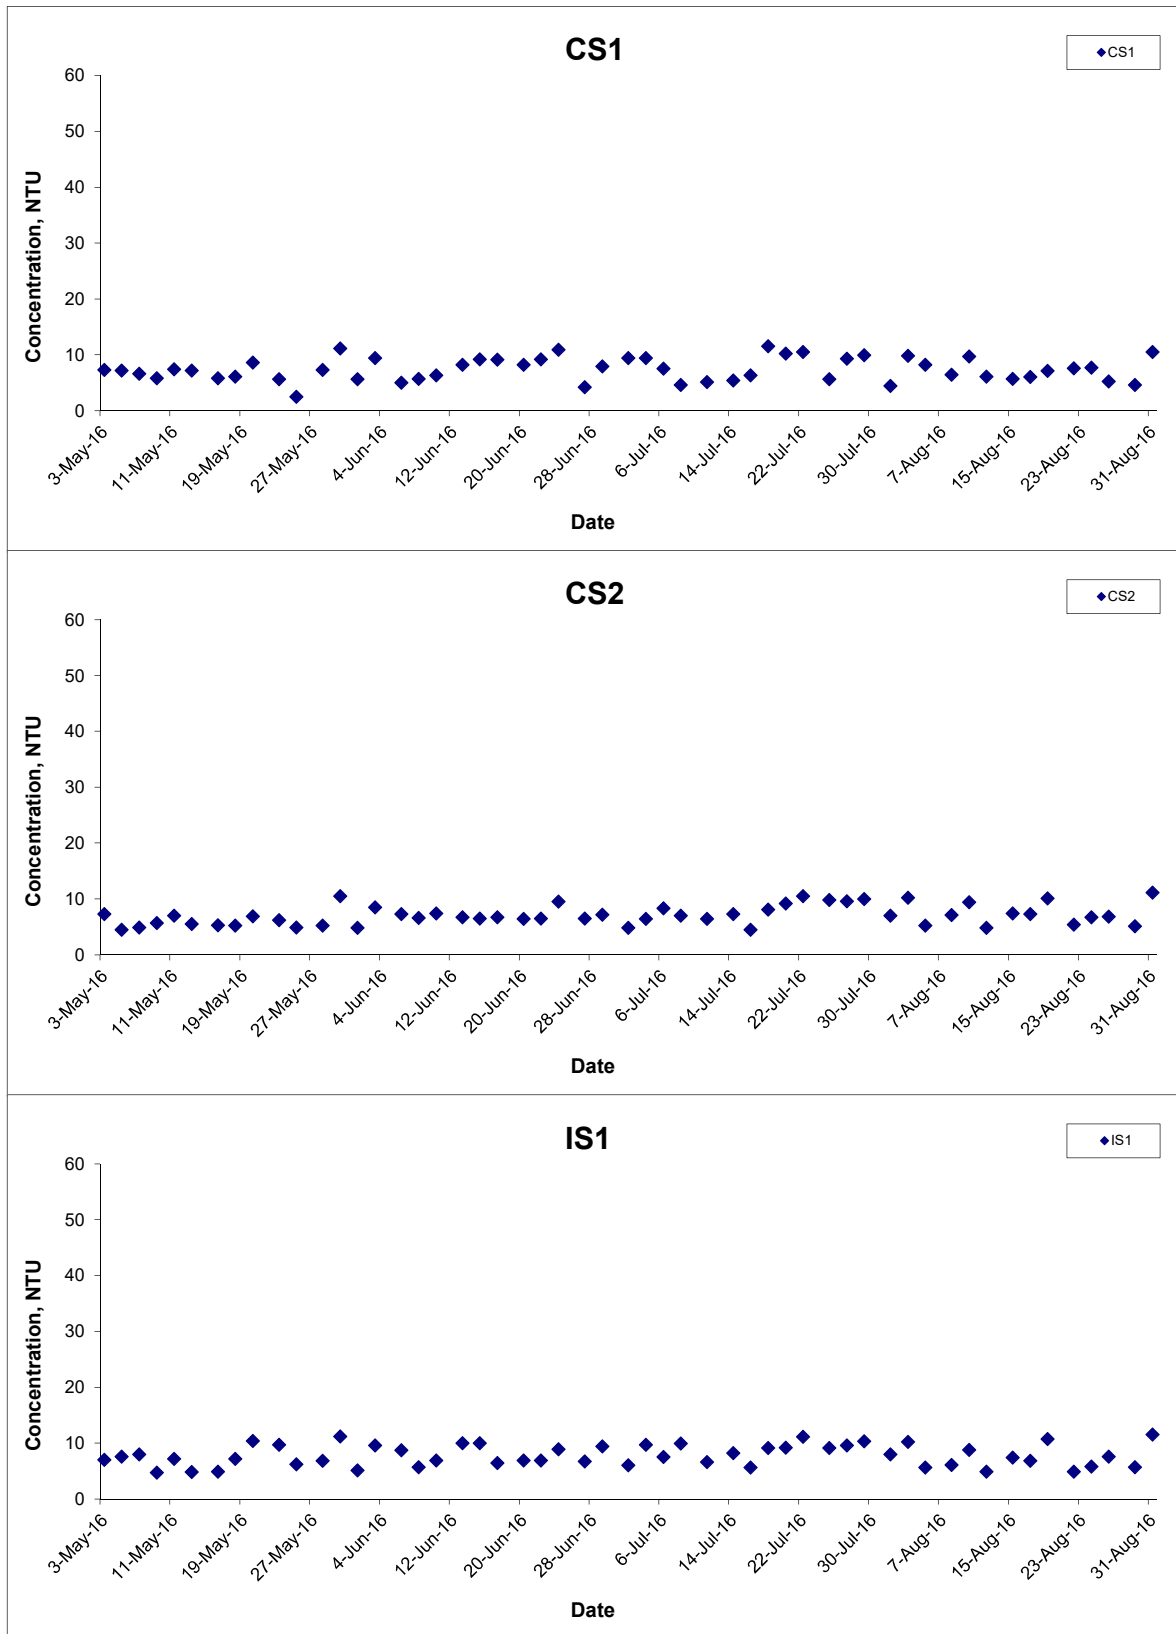 CS1
CS1
60
50
40
30
20
10
0
Concentration, NTU
3-May-16
11-May-16
19-May-16
27-May-16
4-Jun-16
12-Jun-16
20-Jun-16
28-Jun-16
6-Jul-16
14-Jul-16
22-Jul-16
30-Jul-16
7-Aug-16
15-Aug-16
23-Aug-16
31-Aug-16
Date
CS2
CS2
60
50
40
30
20
10
0
Concentration, NTU
3-May-16
11-May-16
19-May-16
27-May-16
4-Jun-16
12-Jun-16
20-Jun-16
28-Jun-16
6-Jul-16
14-Jul-16
22-Jul-16
30-Jul-16
7-Aug-16
15-Aug-16
23-Aug-16
31-Aug-16
Date
IS1
IS1
60
50
40
30
20
10
0
Concentration, NTU
3-May-16
11-May-16
19-May-16
27-May-16
4-Jun-16
12-Jun-16
20-Jun-16
28-Jun-16
6-Jul-16
14-Jul-16
22-Jul-16
30-Jul-16
7-Aug-16
15-Aug-16
23-Aug-16
31-Aug-16
Date